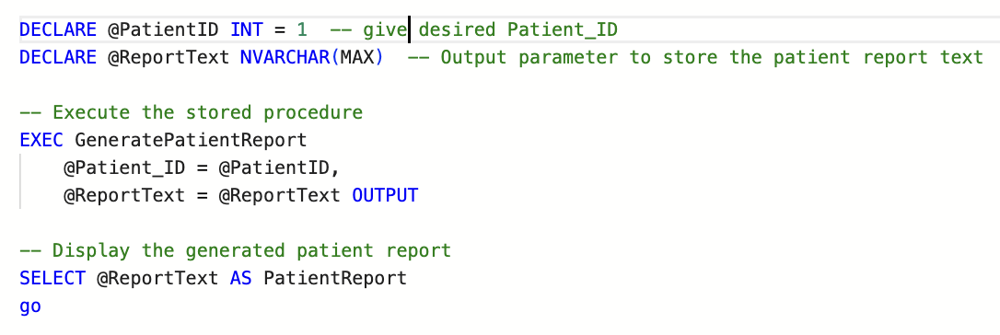 DECLARE @PatientID INT = 1  -- give desired Patient_ID
DECLARE @ReportText NVARCHAR(MAX)  -- Output parameter to store the patient report text
-- Execute the stored procedure
EXEC GeneratePatientReport
    @Patient_ID = @PatientID,
    @ReportText = @ReportText OUTPUT
-- Display the generated patient report
SELECT @ReportText AS PatientReport
go